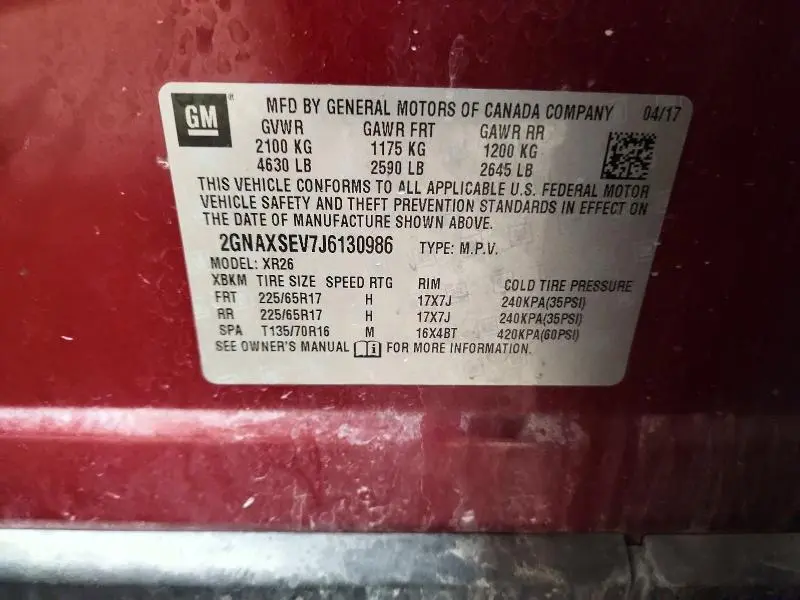 GM ® MFD BY GENERAL MOTORS OF CANADA COMPANY 04/17
GVWR GAWR FRT GAWR RR
2100 KG 1175 KG 1200 KG
4630 LB 2590 LB 2645 LB
THIS VEHICLE CONFORMS TO ALL APPLICABLE U.S. FEDERAL MOTOR
VEHICLE SAFETY AND THEFT PREVENTION STANDARDS IN EFFECT ON
THE DATE OF MANUFACTURE SHOWN ABOVE.
2GNAXSEV7J6130986 TYPE: M.P.V.
MODEL: XR26
XBKM TIRE SIZE SPEED RTG RIM COLD TIRE PRESSURE
FRT 225/65R17 H 17X7J 240KPA(35PSI)
RR 225/65R17 H 17X7J 240KPA(35PSI)
SPA T135/70R16 M 16X4BT 420KPA(60PSI)
SEE OWNER'S MANUAL i FOR MORE INFORMATION.